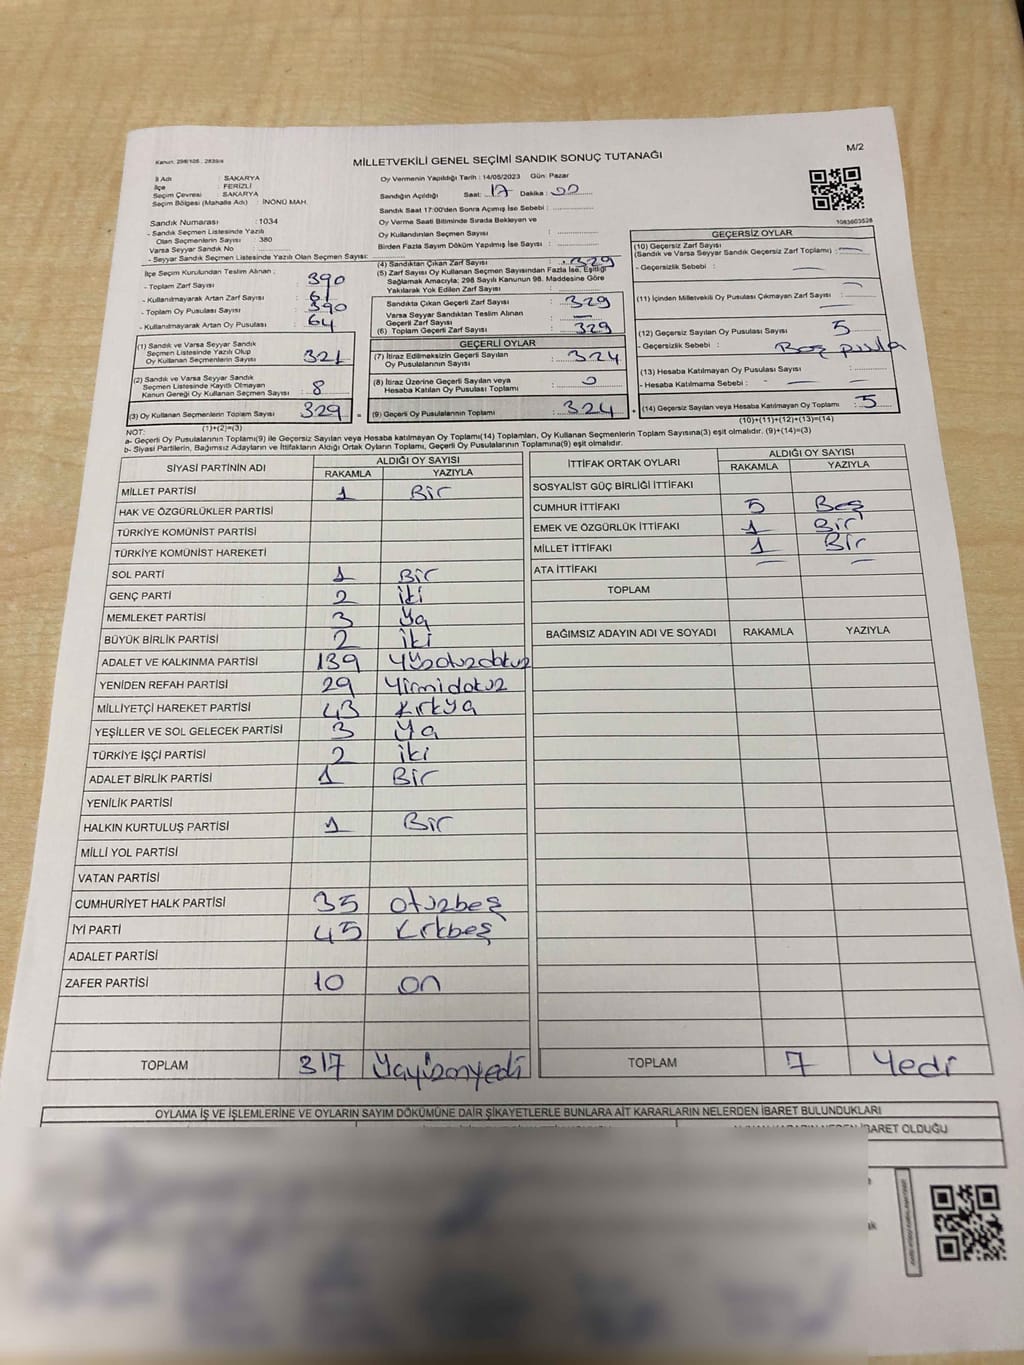 Kanun: 298/105 . 2839/a
MİLLETVEKİLİ GENEL SEÇİMİ SANDIK SONUÇ TUTANAĞI
M/2
İl Adı : SAKARYA
İlçe : FERİZLİ
Seçim Çevresi : SAKARYA
Seçim Bölgesi (Mahalle Adı) : İNÖNÜ MAH.
Sandık Numarası : 1034
- Sandık Seçmen Listesinde Yazılı
Olan Seçmenlerin Sayısı : 380
Varsa Seyyar Sandık No :
- Seyyar Sandık Seçmen Listesinde Yazılı Olan Seçmen Sayısı:
İlçe Seçim Kurulundan Teslim Alınan ;
- Toplam Zarf Sayısı : 390
- Kullanılmayarak Artan Zarf Sayısı : 61
- Toplam Oy Pusulası Sayısı : 390
- Kullanılmayarak Artan Oy Pusulası : 64
(1) Sandık ve Varsa Seyyar Sandık
Seçmen Listesinde Yazılı Olup
Oy Kullanan Seçmenlerin Sayısı : 321
(2) Sandık ve Varsa Seyyar Sandık
Seçmen Listesinde Kayıtlı Olmayan
Kanun Gereği Oy Kullanan Seçmen Sayısı : 8
(3) Oy Kullanan Seçmenlerin Toplam Sayısı : 329 =
(1)+(2)=(3)
Oy Vermenin Yapıldığı Tarih : 14/05/2023 Gün: Pazar
Sandığın Açıldığı Saat: 17 Dakika : 00
Sandık Saat 17:00'den Sonra Açımış İse Sebebi :
Oy Verme Saati Bitiminde Sırada Bekleyen ve
Oy Kullandırılan Seçmen Sayısı :
Birden Fazla Sayım Döküm Yapılmış İse Sayısı :
(4) Sandıktan Çıkan Zarf Sayısı : 329
(5) Zarf Sayısı Oy Kullanan Seçmen Sayısından Fazla İse, Eşitliği
Sağlamak Amacıyla; 298 Sayılı Kanunun 98. Maddesine Göre
Yakılarak Yok Edilen Zarf Sayısı :
Sandıkta Çıkan Geçerli Zarf Sayısı : 329
Varsa Seyyar Sandıktan Teslim Alınan
Geçerli Zarf Sayısı : —
(6) Toplam Geçerli Zarf Sayısı : 329
GEÇERLİ OYLAR
(7) İtiraz Edilmeksizin Geçerli Sayılan
Oy Pusulalarının Sayısı : 324
(8) İtiraz Üzerine Geçerli Sayılan veya
Hesaba Katılan Oy Pusulası Toplamı : 0
(9) Geçerli Oy Pusulalarının Toplamı : 324 +
1083603528
GEÇERSİZ OYLAR
(10) Geçersiz Zarf Sayısı
(Sandık ve Varsa Seyyar Sandık Geçersiz Zarf Toplamı) : —
- Geçersizlik Sebebi : —
(11) İçinden Milletvekili Oy Pusulası Çıkmayan Zarf Sayısı : —
(12) Geçersiz Sayılan Oy Pusulası Sayısı : 5
- Geçersizlik Sebebi : Boş pusula
(13) Hesaba Katılmayan Oy Pusulası Sayısı :
- Hesaba Katılmama Sebebi : — —
(14) Geçersiz Sayılan veya Hesaba Katılmayan Oy Toplamı : 5
(10)+(11)+(12)+(13)=(14)
NOT:
a- Geçerli Oy Pusulalarının Toplamı(9) ile Geçersiz Sayılan veya Hesaba katılmayan Oy Toplamı(14) Toplamları, Oy Kullanan Seçmenlerin Toplam Sayısına(3) eşit olmalıdır. (9)+(14)=(3)
b- Siyasi Partilerin, Bağımsız Adayların ve İttifakların Aldığı Ortak Oyların Toplamı, Geçerli Oy Pusulalarının Toplamına(9) eşit olmalıdır.
SİYASİ PARTİNİN ADI ALDIĞI OY SAYISI
RAKAMLA YAZIYLA
MİLLET PARTİSİ 1 Bir
HAK VE ÖZGÜRLÜKLER PARTİSİ
TÜRKİYE KOMÜNİST PARTİSİ
TÜRKİYE KOMÜNİST HAREKETİ
SOL PARTİ 1 Bir
GENÇ PARTİ 2 iki
MEMLEKET PARTİSİ 3 Üç
BÜYÜK BİRLİK PARTİSİ 2 iki
ADALET VE KALKINMA PARTİSİ 139 Yüzotuzdokuz
YENİDEN REFAH PARTİSİ 29 Yirmidokuz
MİLLİYETÇİ HAREKET PARTİSİ 43 Kırküç
YEŞİLLER VE SOL GELECEK PARTİSİ 3 Üç
TÜRKİYE İŞÇİ PARTİSİ 2 iki
ADALET BİRLİK PARTİSİ 1 Bir
YENİLİK PARTİSİ
HALKIN KURTULUŞ PARTİSİ 1 Bir
MİLLİ YOL PARTİSİ
VATAN PARTİSİ
CUMHURİYET HALK PARTİSİ 35 otuzbeş
İYİ PARTİ 45 Kırkbeş
ADALET PARTİSİ
ZAFER PARTİSİ 10 on
TOPLAM 317 Üçyüzonyedi
İTTİFAK ORTAK OYLARI ALDIĞI OY SAYISI
RAKAMLA YAZIYLA
SOSYALİST GÜÇ BİRLİĞİ İTTİFAKI
CUMHUR İTTİFAKI 5 Beş
EMEK VE ÖZGÜRLÜK İTTİFAKI 1 Bir
MİLLET İTTİFAKI 1 Bir
ATA İTTİFAKI — —
TOPLAM
BAĞIMSIZ ADAYIN ADI VE SOYADI RAKAMLA YAZIYLA
TOPLAM 7 Yedi
OYLAMA İŞ VE İŞLEMLERİNE VE OYLARIN SAYIM DÖKÜMÜNE DAİR ŞİKAYETLERLE BUNLARA AİT KARARLARIN NELERDEN İBARET BULUNDUKLARI
İBARET OLDUĞU